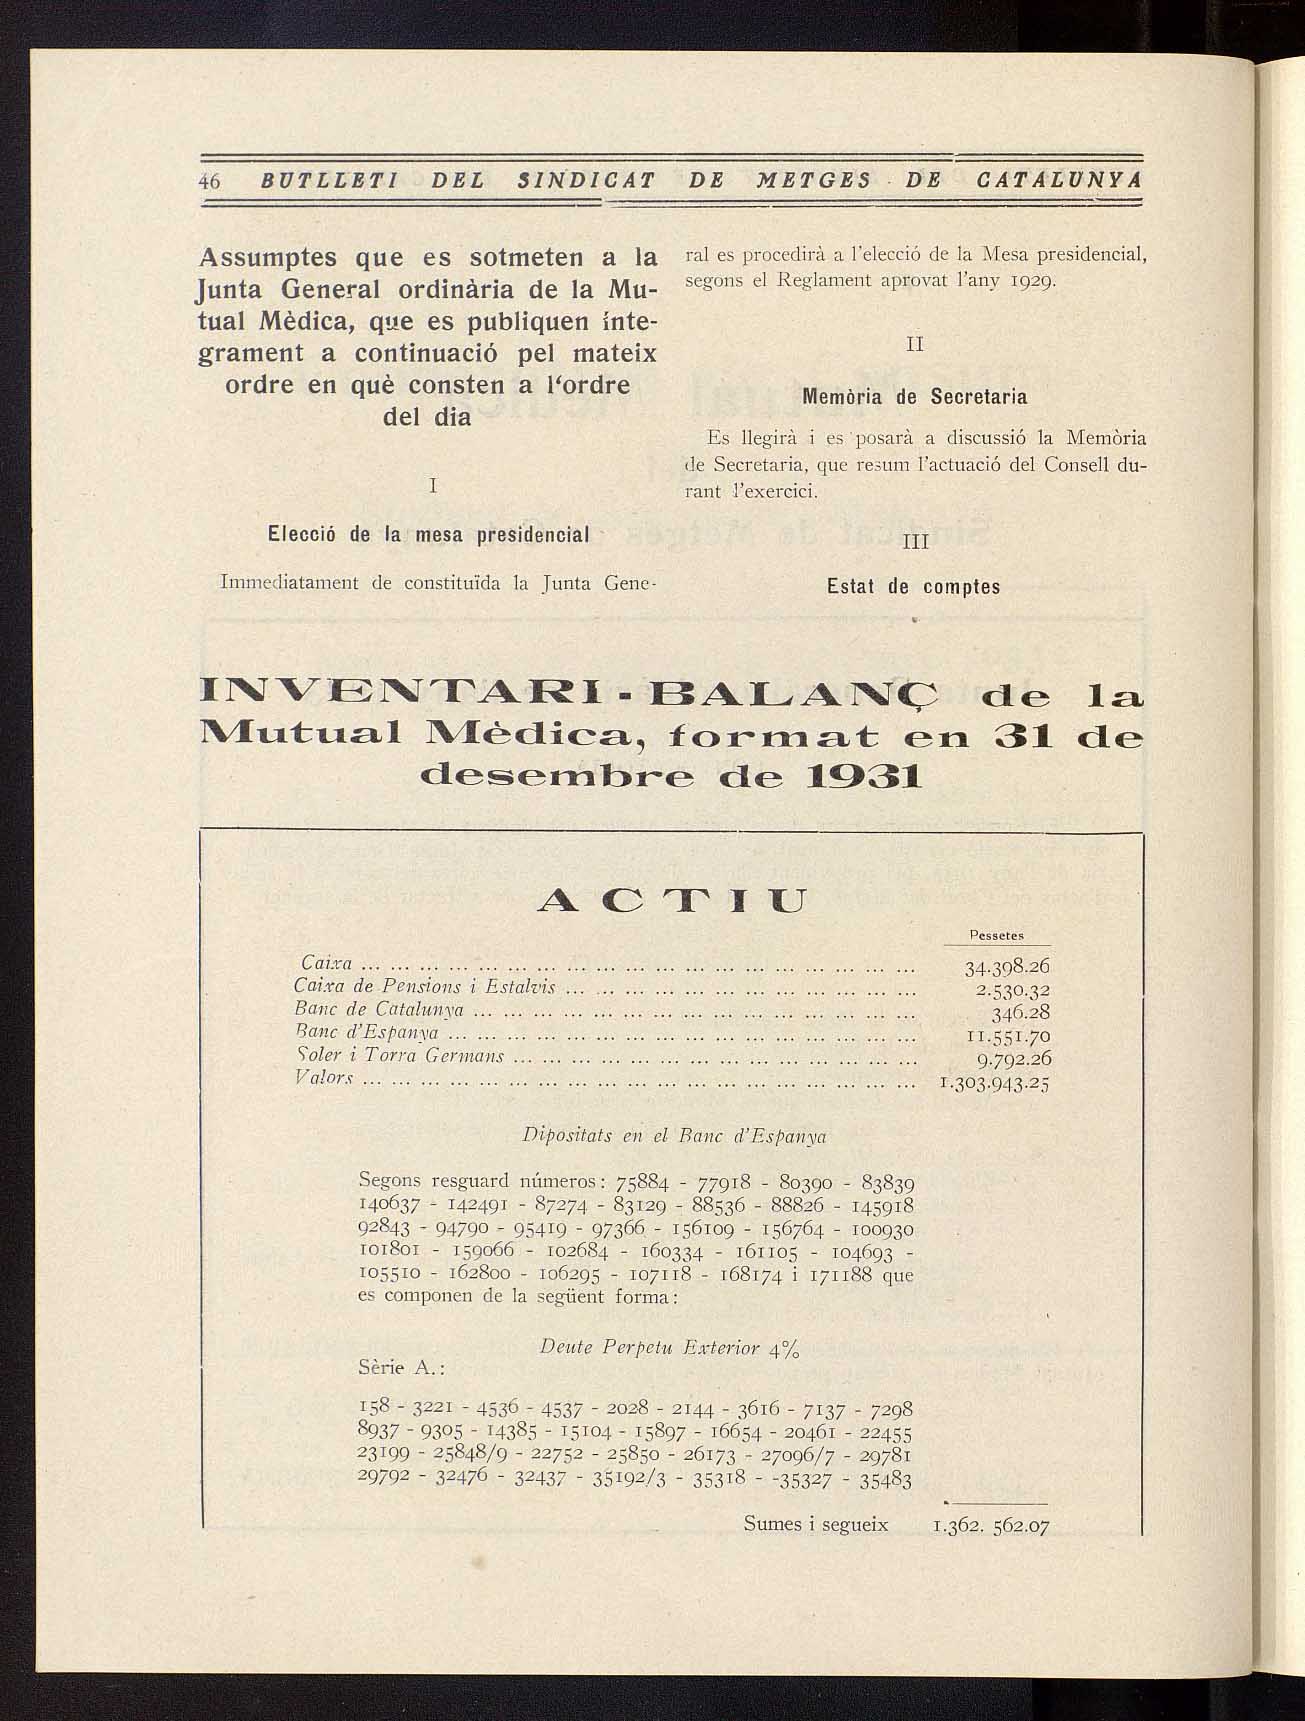 46 BUTLLETI DEL SINDICAT DE METGES DE CATALUNYA
Assumptes que es sotmeten a la
Junta General ordinària de la Mu-
tual Mèdica, que es publiquen ínte-
grament a continuació pel mateix
ordre en què consten a l'ordre
del dia
I
Elecció de la mesa presidencial
Immediatament de constituïda la Junta Gene-
ral es procedirà a l'elecció de la Mesa presidencial,
segons el Reglament aprovat l'any 1929.
II
Memòria de Secretaria
Es llegirà i es posarà a discussió la Memòria
de Secretaria, que resum l'actuació del Consell du-
rant l'exercici.
III
Estat de comptes
INVENTARI-BALANÇ de la
Mutual Mèdica, format en 31 de
desembre de 1931
ACTIU
Pessetes
Caixa ... ... ... ... ... ... ... ... ... ... ... ... ... ... ... ... ... ... ... 34.398.26
Caixa de Pensions i Estalvis ... ... ... ... ... ... ... ... ... ... ... ... 2.530.32
Banc de Catalunya ... ... ... ... ... ... ... ... ... ... ... ... ... ... ... 346.28
Banc d'Espanya ... ... ... ... ... ... ... ... ... ... ... ... ... ... ... ... 11.551.70
Soler i Torra Germans ... ... ... ... ... ... ... ... ... ... ... ... ... ... 9.792.26
Valors ... ... ... ... ... ... ... ... ... ... ... ... ... ... ... ... ... ... ... 1.303.943.25
Dipositats en el Banc d'Espanya
Segons resguard números: 75884 - 77918 - 80390 - 83839
140637 - 142491 - 87274 - 83129 - 88536 - 88826 - 145918
92843 - 94790 - 95419 - 97366 - 156109 - 156764 - 100930
101801 - 159066 - 102684 - 160334 - 161105 - 104693 -
105510 - 162800 - 106295 - 107118 - 168174 i 171188 que
es componen de la següent forma:
Deute Perpetu Exterior 4%
Sèrie A.:
158 - 3221 - 4536 - 4537 - 2028 - 2144 - 3616 - 7137 - 7298
8937 - 9305 - 14385 - 15104 - 15897 - 16654 - 20461 - 22455
23199 - 25848/9 - 22752 - 25850 - 26173 - 27096/7 - 29781
29792 - 32476 - 32437 - 35192/3 - 35318 - -35327 - 35483
Sumes i segueix 1.362. 562.07